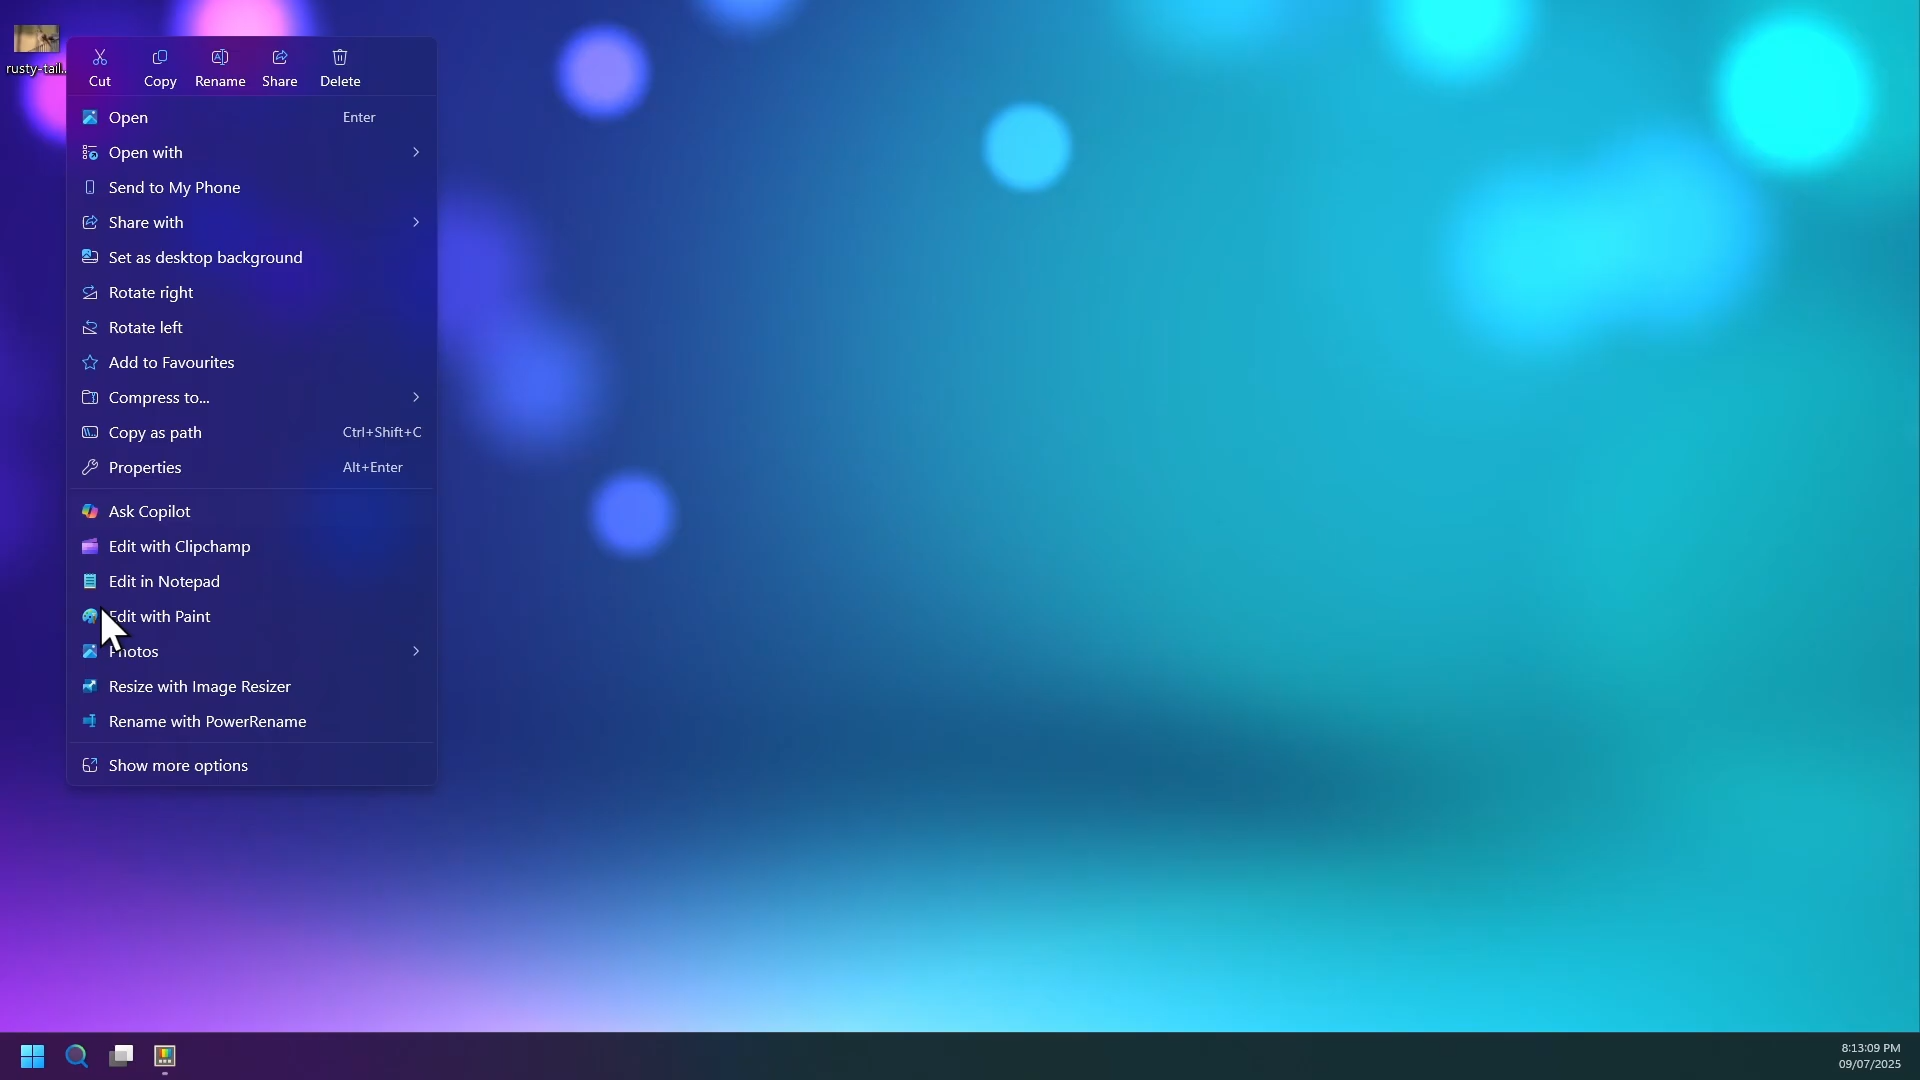 rusty-tail...
Cut Copy Rename Share Delete
Open Enter
Open with
Send to My Phone
Share with
Set as desktop background
Rotate right
Rotate left
Add to Favourites
Compress to...
Copy as path Ctrl+Shift+C
Properties Alt+Enter
Ask Copilot
Edit with Clipchamp
Edit in Notepad
Edit with Paint
Photos
Resize with Image Resizer
Rename with PowerRename
Show more options
8:13:09 PM
09/07/2025